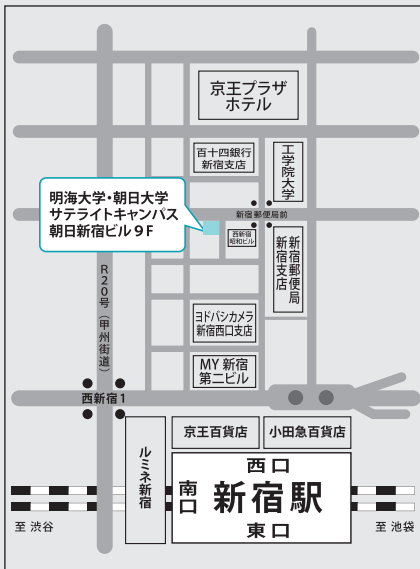 京王プラザ
ホテル
百十四銀行
新宿支店
工学院大学
明海大学・朝日大学
サテライトキャンパス
朝日新宿ビル9F
新宿郵便局前
西新宿
昭和ビル
新宿郵便局
新宿支店
R20号(甲州街道)
ヨドバシカメラ
新宿西口支店
MY 新宿
第二ビル
西新宿1
ルミネ新宿
京王百貨店
小田急百貨店
西口
南口
新宿駅
東口
至 渋谷
至 池袋